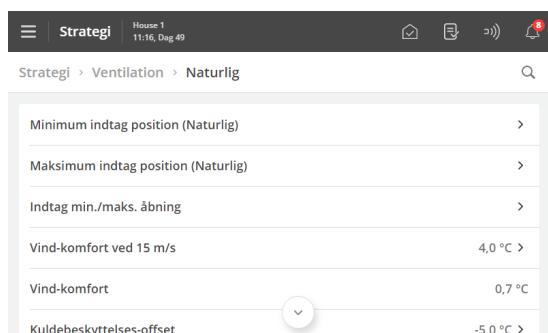 Strategi
House 1
11:16, Dag 49
8
Strategi > Ventilation > Naturlig
Minimum indtag position (Naturlig)
Maksimum indtag position (Naturlig)
Indtag min./maks. åbning
Vind-komfort ved 15 m/s 4,0 °C
Vind-komfort 0,7 °C
Kuldebeskyttelses-offset -5,0 °C